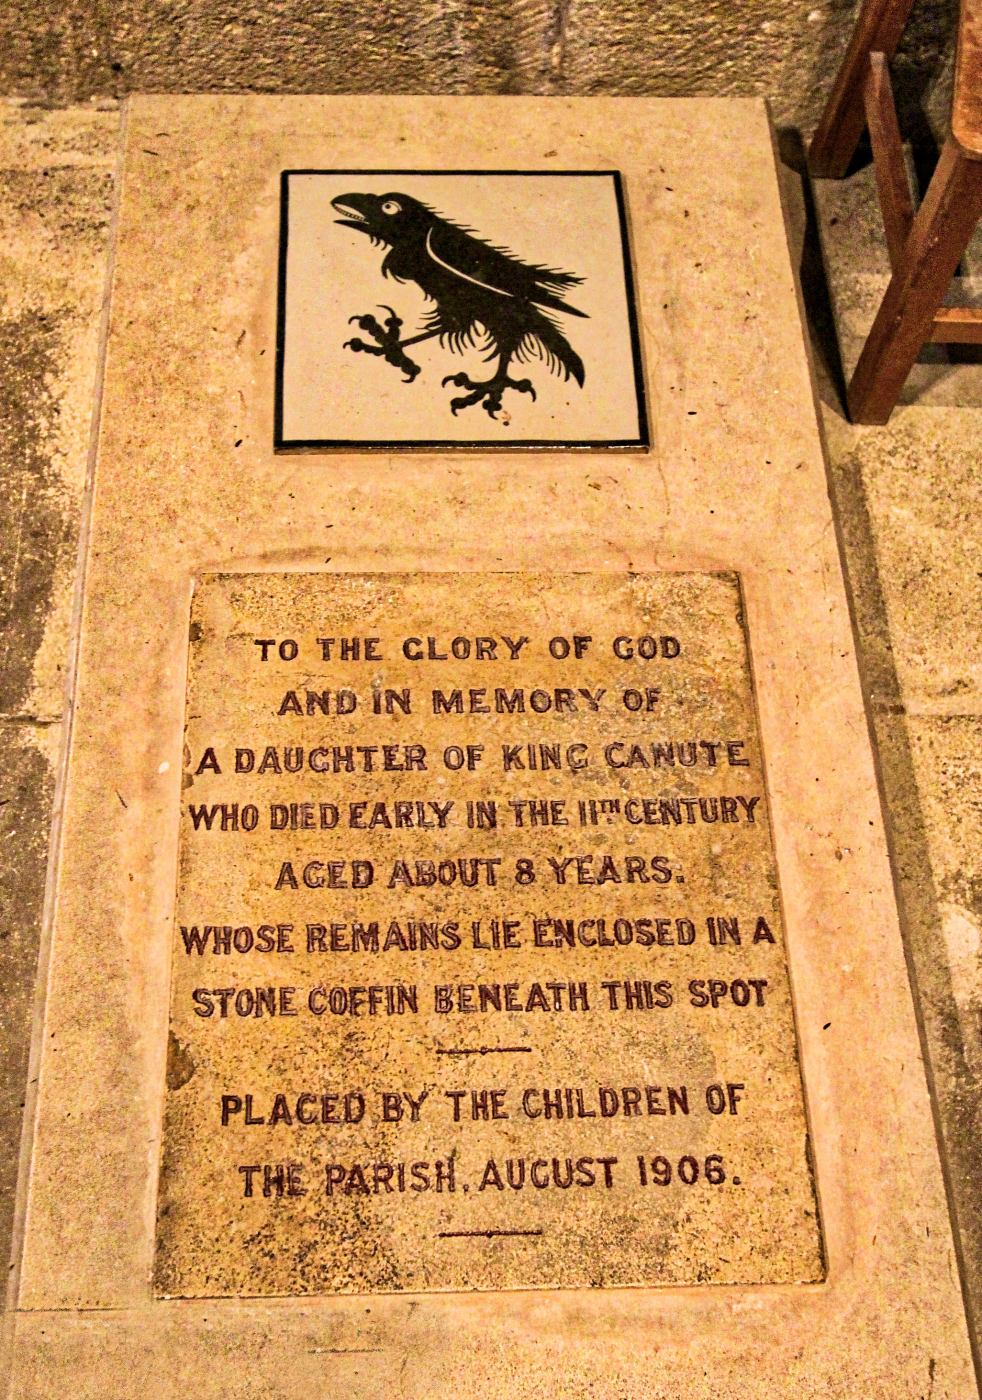 TO THE GLORY OF GOD
AND IN MEMORY OF
A DAUGHTER OF KING CANUTE
WHO DIED EARLY IN THE 11TH CENTURY
AGED ABOUT 8 YEARS.
WHOSE REMAINS LIE ENCLOSED IN A
STONE COFFIN BENEATH THIS SPOT
PLACED BY THE CHILDREN OF
THE PARISH, AUGUST 1906.